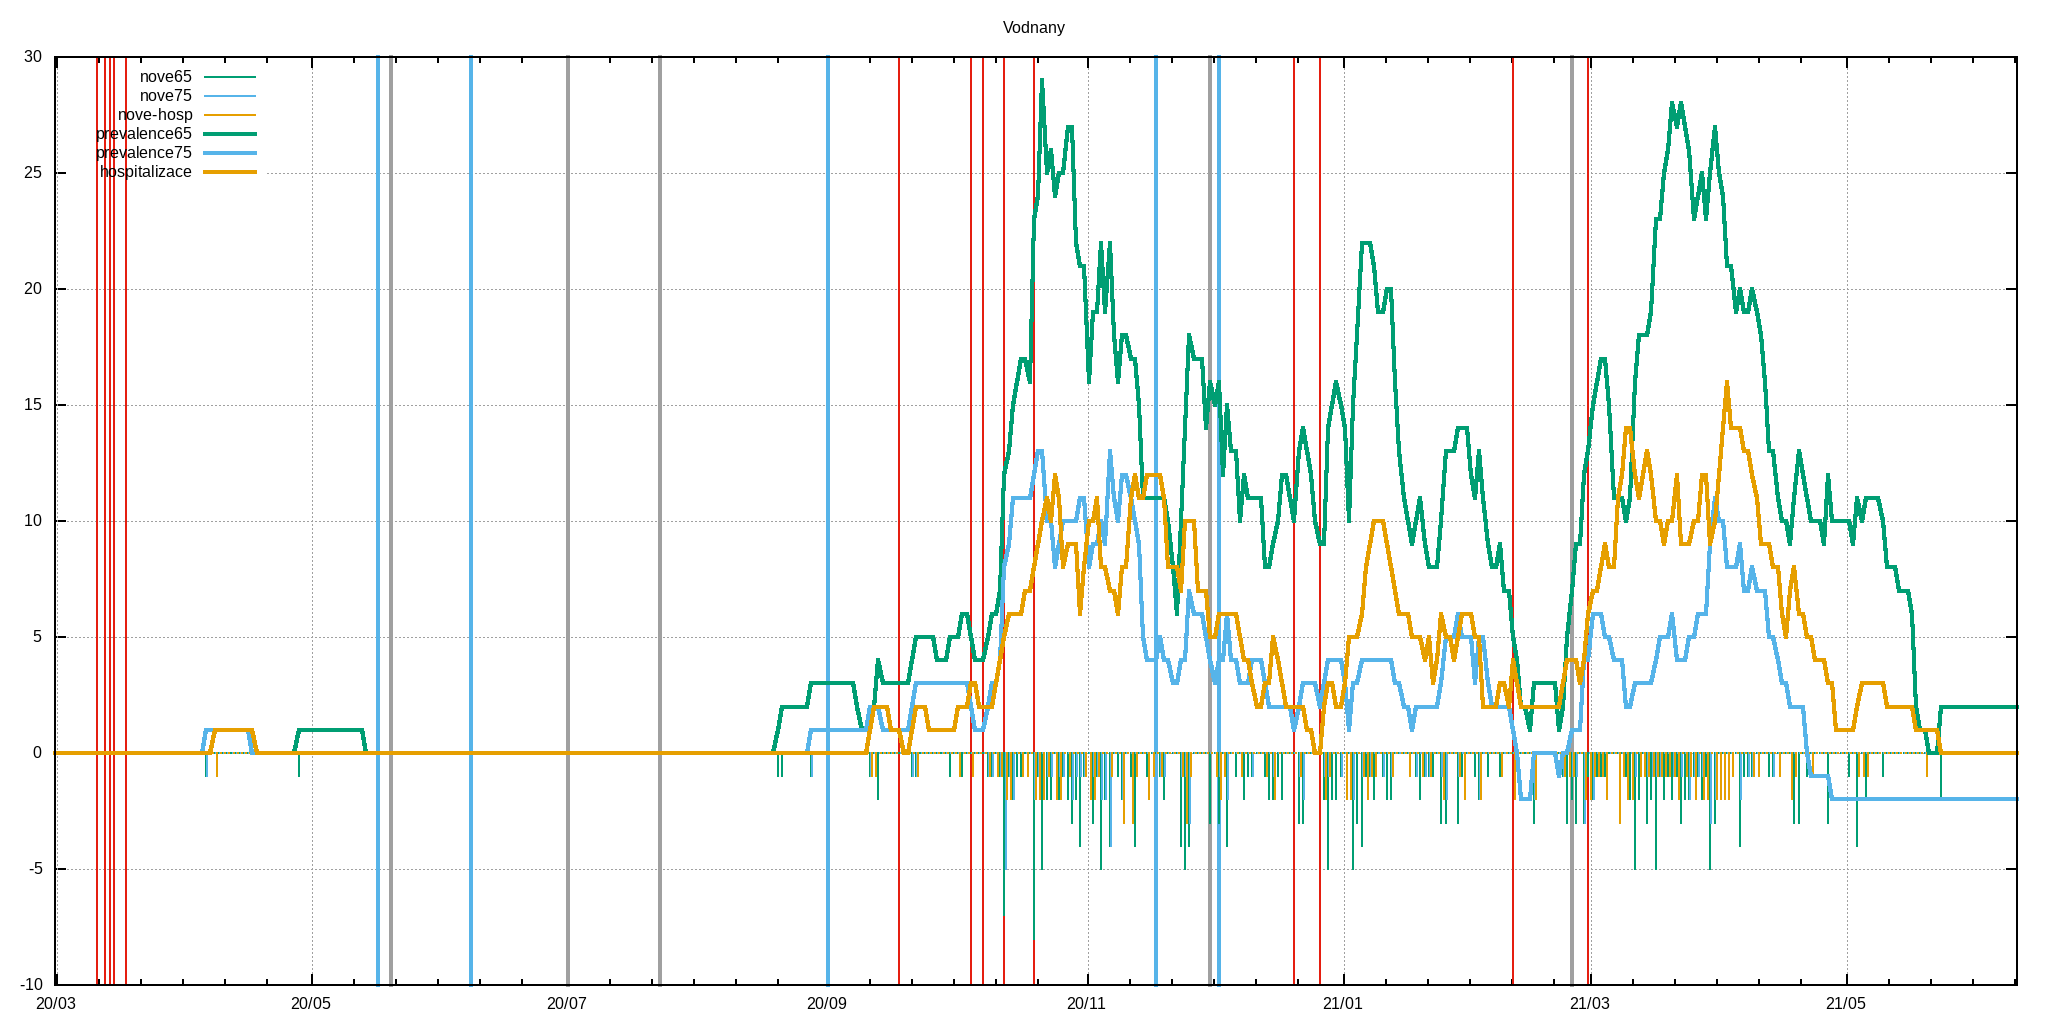 Vodnany
30
nove65
nove75
nove-hosp
prevalence65
prevalence75
hospitalizace
25
20
15
10
5
0
-5
-10
20/03 20/05 20/07 20/09 20/11 21/01 21/03 21/05